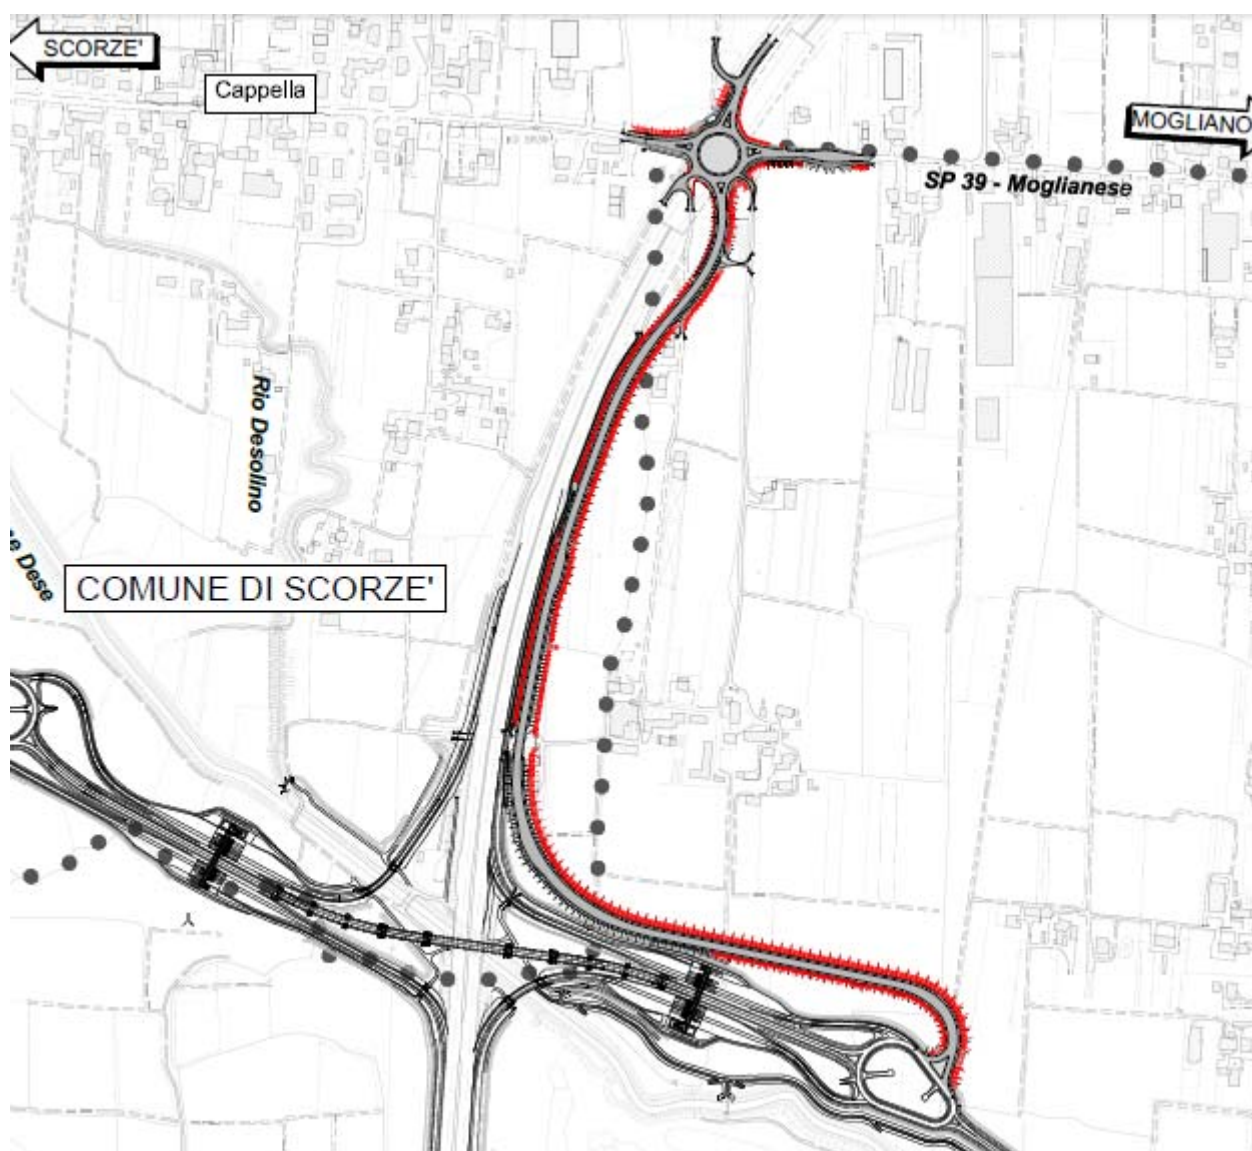 SCORZE'
Cappella
MOGLIANO
SP 39 - Moglianese
Rio Desolino
Dese
COMUNE DI SCORZE'